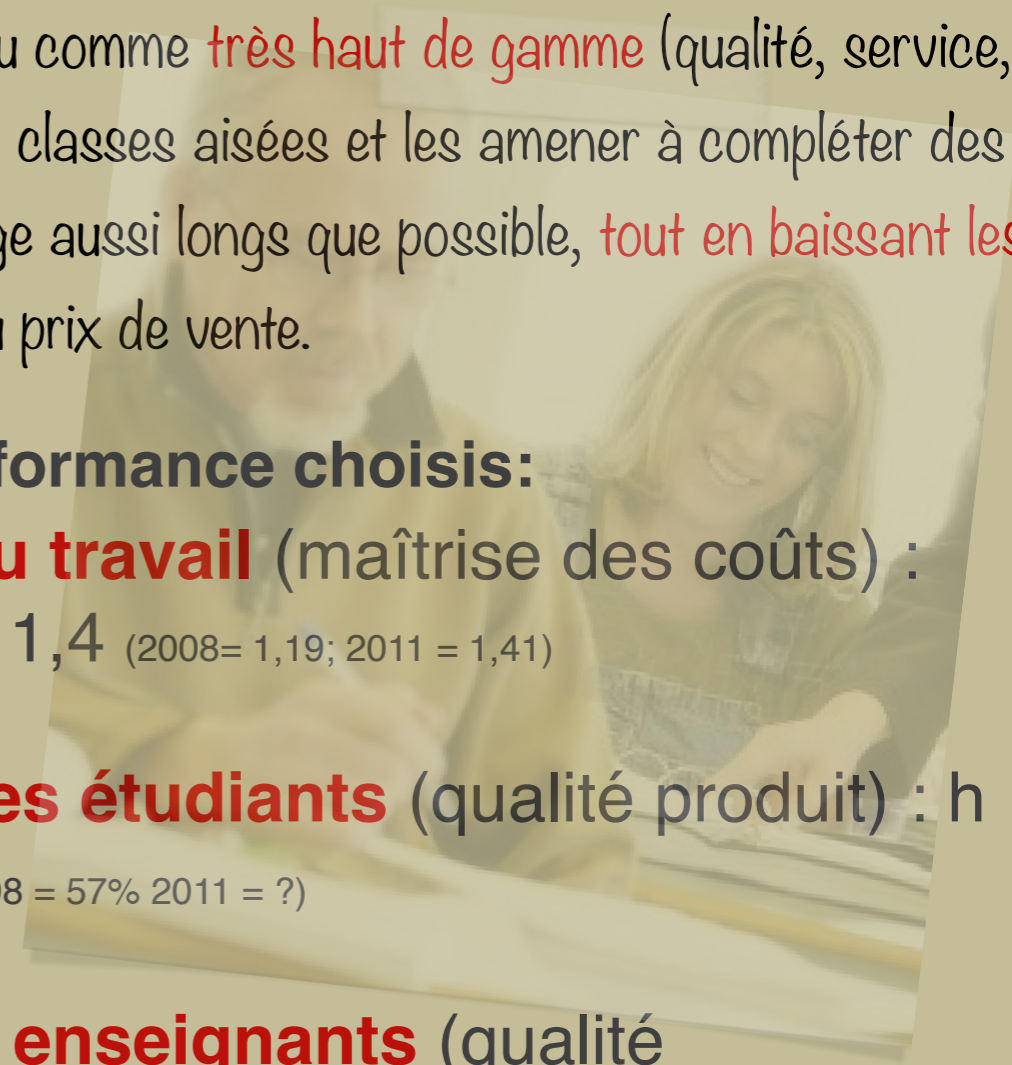 comme très haut de gamme (qualité, service,
classes aisées et les amener à compléter des
aussi longs que possible, tout en baissant les
prix de vente.
formance choisis:
u travail (maîtrise des coûts) :
1,4 (2008= 1,19; 2011 = 1,41)
es étudiants (qualité produit) : h
8 = 57% 2011 = ?)
enseignants (qualité